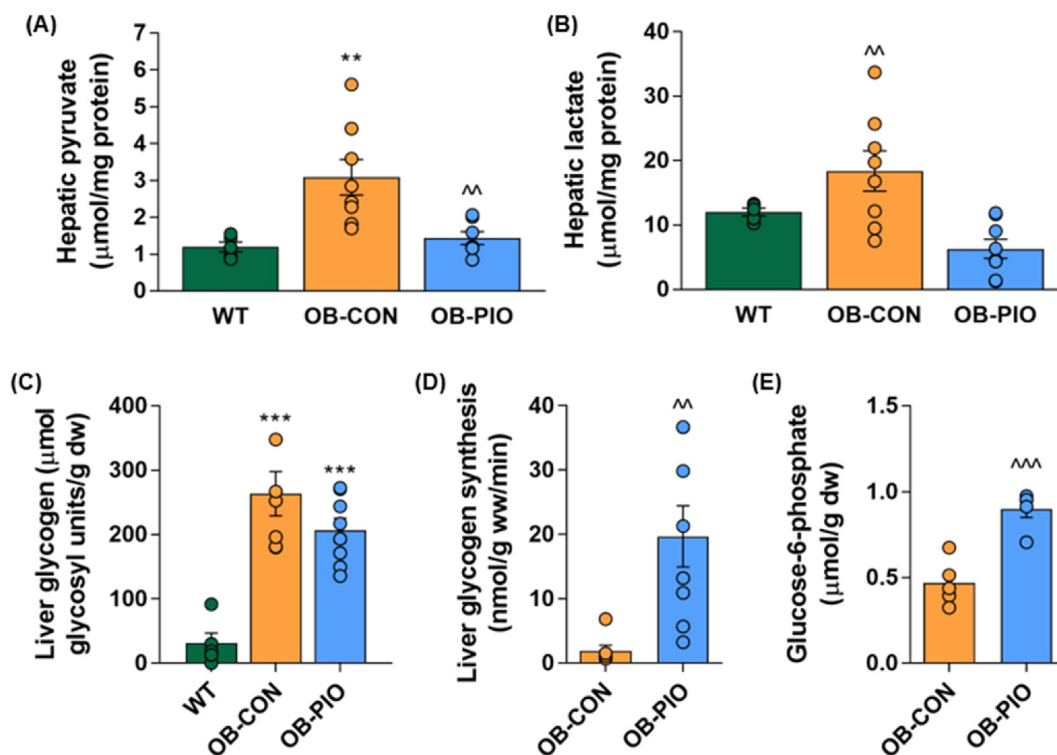 (A)
Hepatic pyruvate
(μmol/mg protein)
7
6
5
4
3
2
1
0
**
^^
WT
OB-CON
OB-PIO
(B)
Hepatic lactate
(μmol/mg protein)
40
30
20
10
0
^^
WT
OB-CON
OB-PIO
(C)
Liver glycogen (μmol
glycosyl units/g dw)
400
300
200
100
0
***
***
WT
OB-CON
OB-PIO
(D)
Liver glycogen synthesis
(nmol/g ww/min)
50
40
30
20
10
0
^^
OB-CON
OB-PIO
(E)
Glucose-6-phosphate
(μmol/g dw)
1.5
1.0
0.5
0.0
^^^
OB-CON
OB-PIO